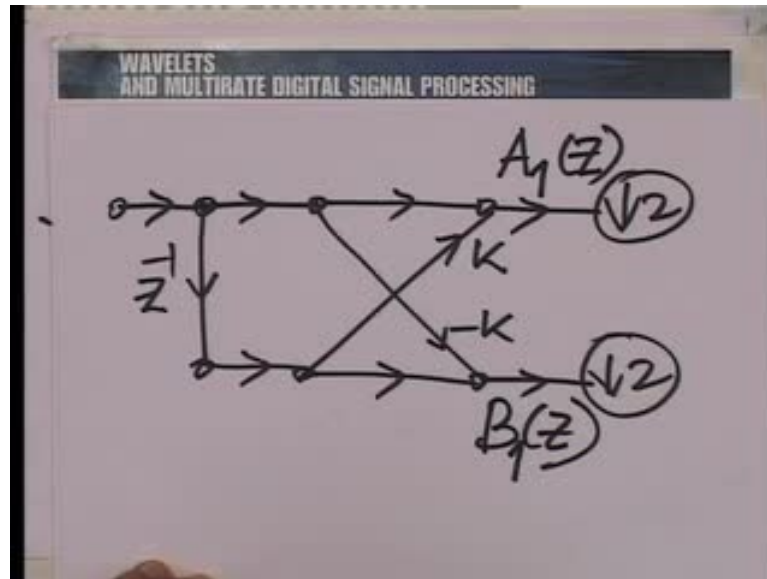 WAVELETS
AND MULTIRATE DIGITAL SIGNAL PROCESSING
A₁(Z)
↓2
Z⁻¹
K
-K
↓2
B₁(Z)